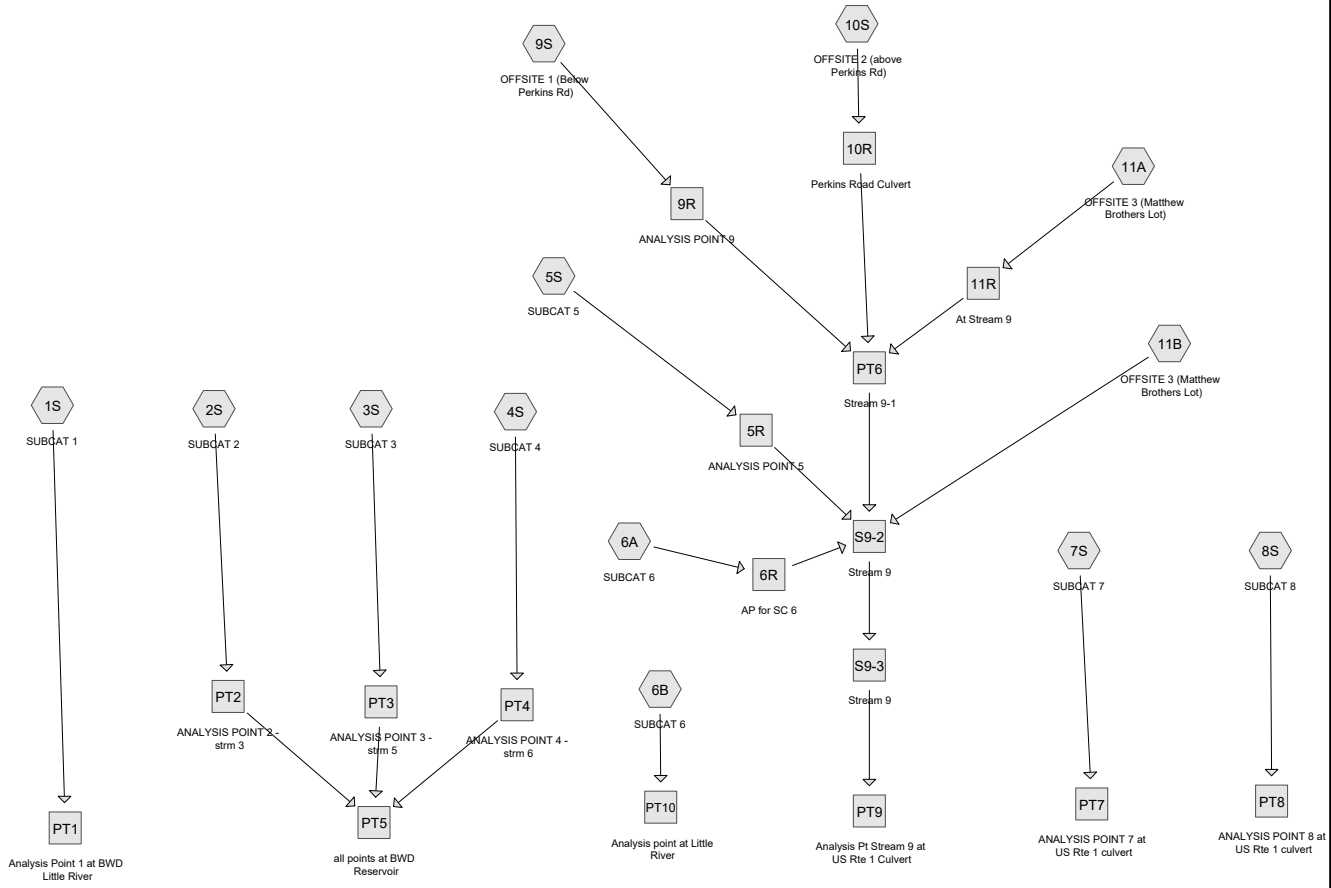 10S
OFFSITE 2 (above
Perkins Rd)
9S
OFFSITE 1 (Below
Perkins Rd)
10R
Perkins Road Culvert
11A
OFFSITE 3 (Matthew
Brothers Lot)
9R
ANALYSIS POINT 9
5S
SUBCAT 5
11R
At Stream 9
11B
OFFSITE 3 (Matthew
Brothers Lot)
PT6
Stream 9-1
1S
SUBCAT 1
2S
SUBCAT 2
3S
SUBCAT 3
4S
SUBCAT 4
5R
ANALYSIS POINT 5
S9-2
Stream 9
6A
SUBCAT 6
6R
AP for SC 6
7S
SUBCAT 7
8S
SUBCAT 8
S9-3
Stream 9
6B
SUBCAT 6
PT2
ANALYSIS POINT 2 -
strm 3
PT3
ANALYSIS POINT 3 -
strm 5
PT4
ANALYSIS POINT 4 -
strm 6
PT1
Analysis Point 1 at BWD
Little River
PT5
all points at BWD
Reservoir
PT10
Analysis point at Little
River
PT9
Analysis Pt Stream 9 at
US Rte 1 Culvert
PT7
ANALYSIS POINT 7 at
US Rte 1 culvert
PT8
ANALYSIS POINT 8 at
US Rte 1 culvert